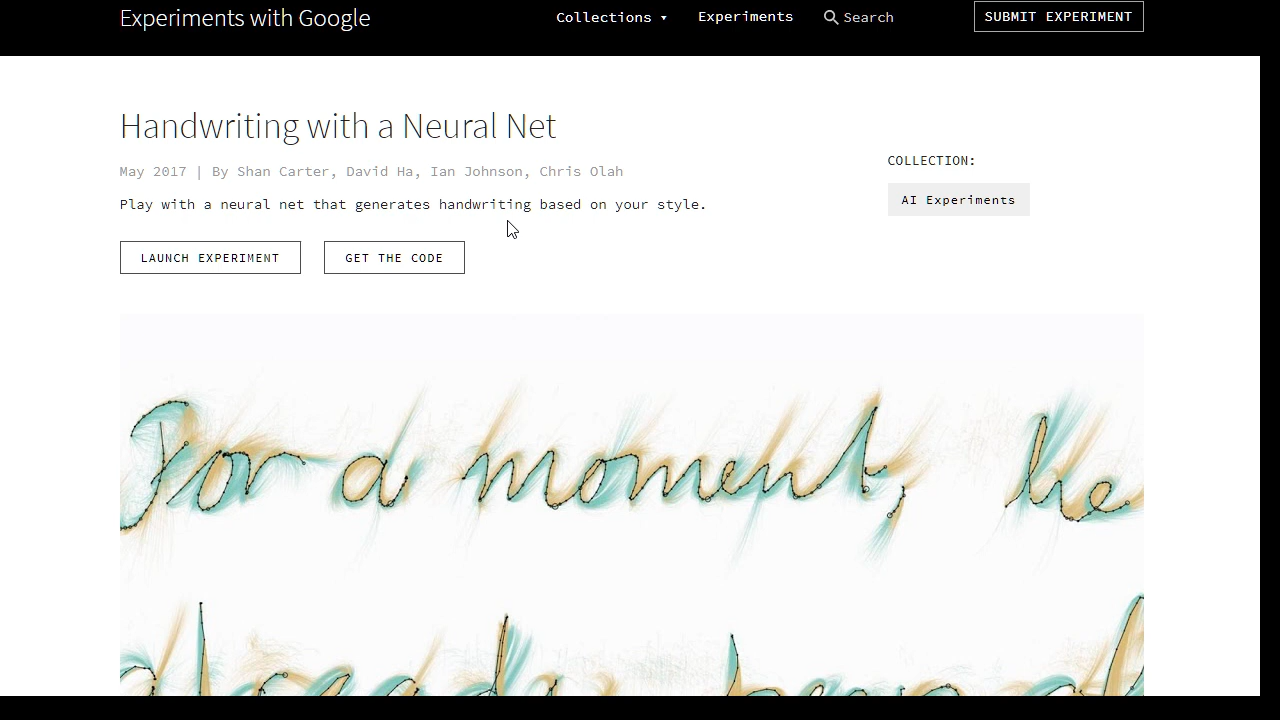 Experiments with Google
Collections ▾
Experiments
Search
SUBMIT EXPERIMENT
Handwriting with a Neural Net
May 2017 | By Shan Carter, David Ha, Ian Johnson, Chris Olah
Play with a neural net that generates handwriting based on your style.
COLLECTION:
AI Experiments
LAUNCH EXPERIMENT
GET THE CODE
For a moment, he